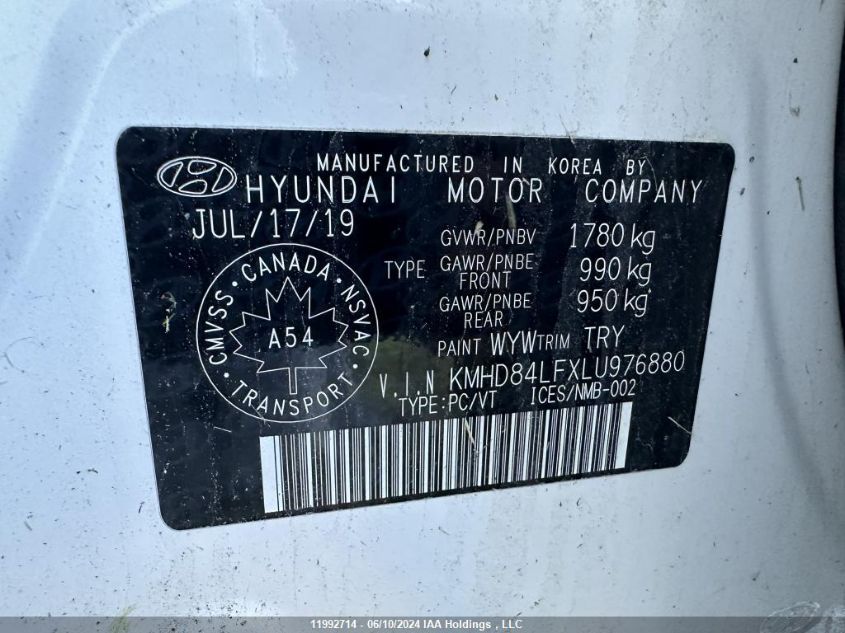 MANUFACTURED IN KOREA BY
HYUNDAI MOTOR COMPANY
JUL/17/19
GVWR/PNBV 1780 kg
TYPE GAWR/PNBE FRONT 990 kg
GAWR/PNBE REAR 950 kg
PAINT WYW TRIM TRY
V.I.N KMHD84LFXLU976880
TYPE:PC/VT ICES/NMB-002
CMVSS · CANADA · NSVAC · TRANSPORT ·
A54
11992714 - 06/10/2024 IAA Holdings , LLC